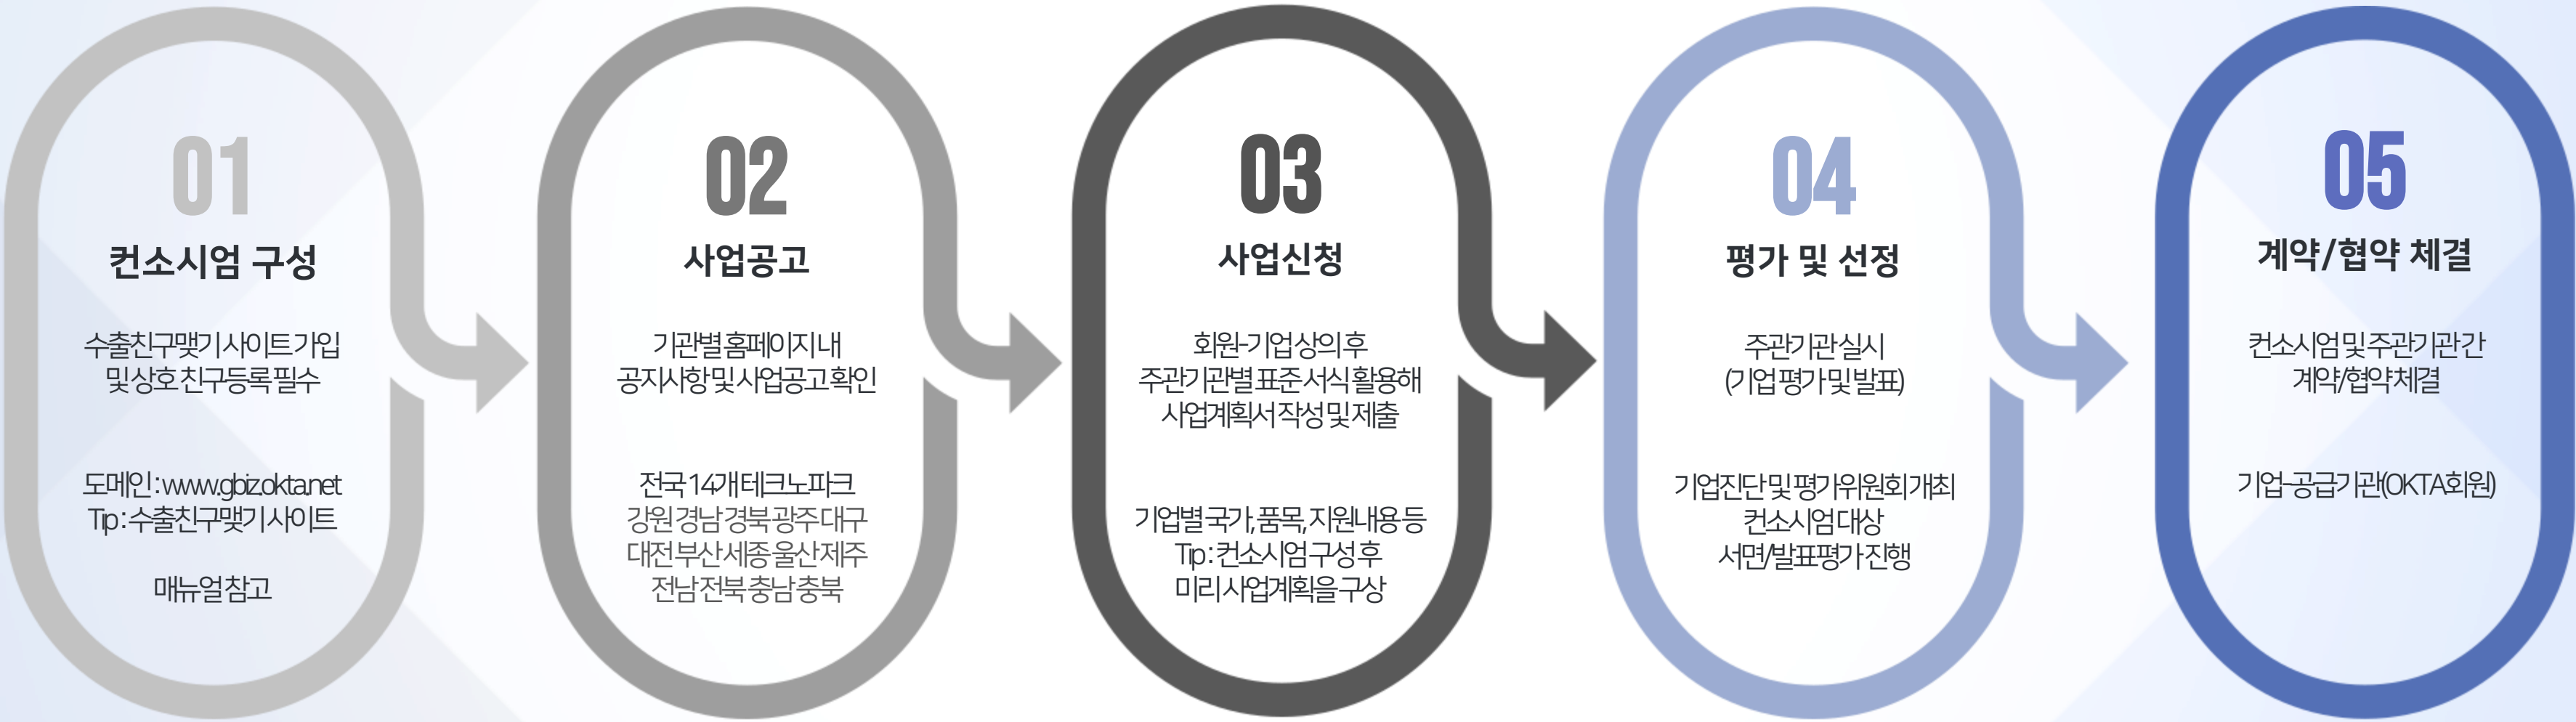 01
컨소시엄 구성
수출친구맺기 사이트 가입
및 상호 친구등록 필수
도메인 : www.gbiz.okta.net
Tip : 수출친구맺기 사이트
매뉴얼 참고
02
사업공고
기관별 홈페이지 내
공지사항 및 사업공고 확인
전국 14개 테크노파크
강원 경남 경북 광주 대구
대전 부산 세종 울산 제주
전남 전북 충남 충북
03
사업신청
회원-기업 상의 후
주관기관별 표준 서식 활용해
사업계획서 작성 및 제출
기업별 국가, 품목, 지원내용 등
Tip : 컨소시엄 구성 후
미리 사업계획을 구상
04
평가 및 선정
주관기관 실시
(기업 평가 및 발표)
기업진단 및 평가위원회 개최
컨소시엄 대상
서면/발표평가 진행
05
계약/협약 체결
컨소시엄 및 주관기관 간
계약/협약 체결
기업-공급기관(OKTA회원)